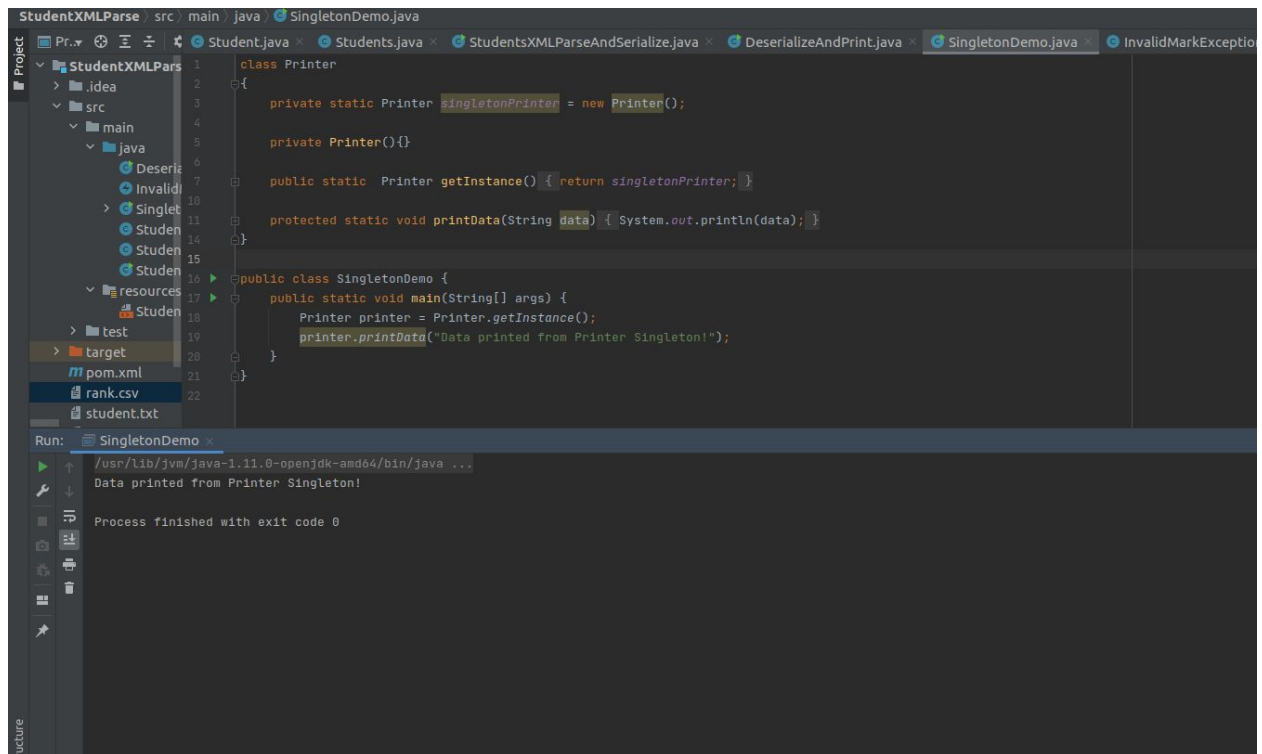 StudentXMLParse > src > main > java > SingletonDemo.java
Project
Pr.. Student.java × Students.java × StudentsXMLParseAndSerialize.java × DeserializeAndPrint.java × SingletonDemo.java × InvalidMarkExceptio
StudentXMLPars
.idea
src
main
java
Deseria
Invalid
Singlet
Studen
Studen
Studen
resources
Studen
test
target
pom.xml
rank.csv
student.txt
1 class Printer
2 {
3 private static Printer singletonPrinter = new Printer();
4
5 private Printer(){}
6
7 public static  Printer getInstance() { return singletonPrinter; }
10
11 protected static void printData(String data) { System.out.println(data); }
14 }
15
16 public class SingletonDemo {
17 public static void main(String[] args) {
18 Printer printer = Printer.getInstance();
19 printer.printData("Data printed from Printer Singleton!");
20 }
21 }
22
Run: SingletonDemo ×
/usr/lib/jvm/java-1.11.0-openjdk-amd64/bin/java ...
Data printed from Printer Singleton!
Process finished with exit code 0
ucture